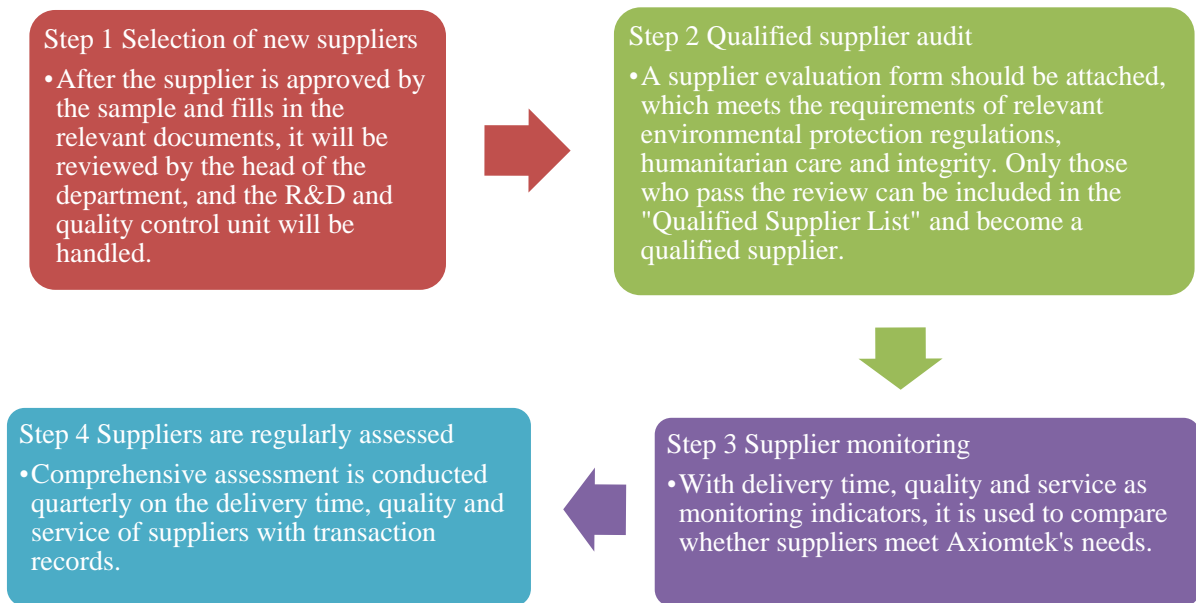 Step 1 Selection of new suppliers
•After the supplier is approved by
the sample and fills in the
relevant documents, it will be
reviewed by the head of the
department, and the R&D and
quality control unit will be
handled.
Step 2 Qualified supplier audit
•A supplier evaluation form should be attached,
which meets the requirements of relevant
environmental protection regulations,
humanitarian care and integrity. Only those
who pass the review can be included in the
"Qualified Supplier List" and become a
qualified supplier.
Step 3 Supplier monitoring
•With delivery time, quality and service as
monitoring indicators, it is used to compare
whether suppliers meet Axiomtek's needs.
Step 4 Suppliers are regularly assessed
•Comprehensive assessment is conducted
quarterly on the delivery time, quality and
service of suppliers with transaction
records.